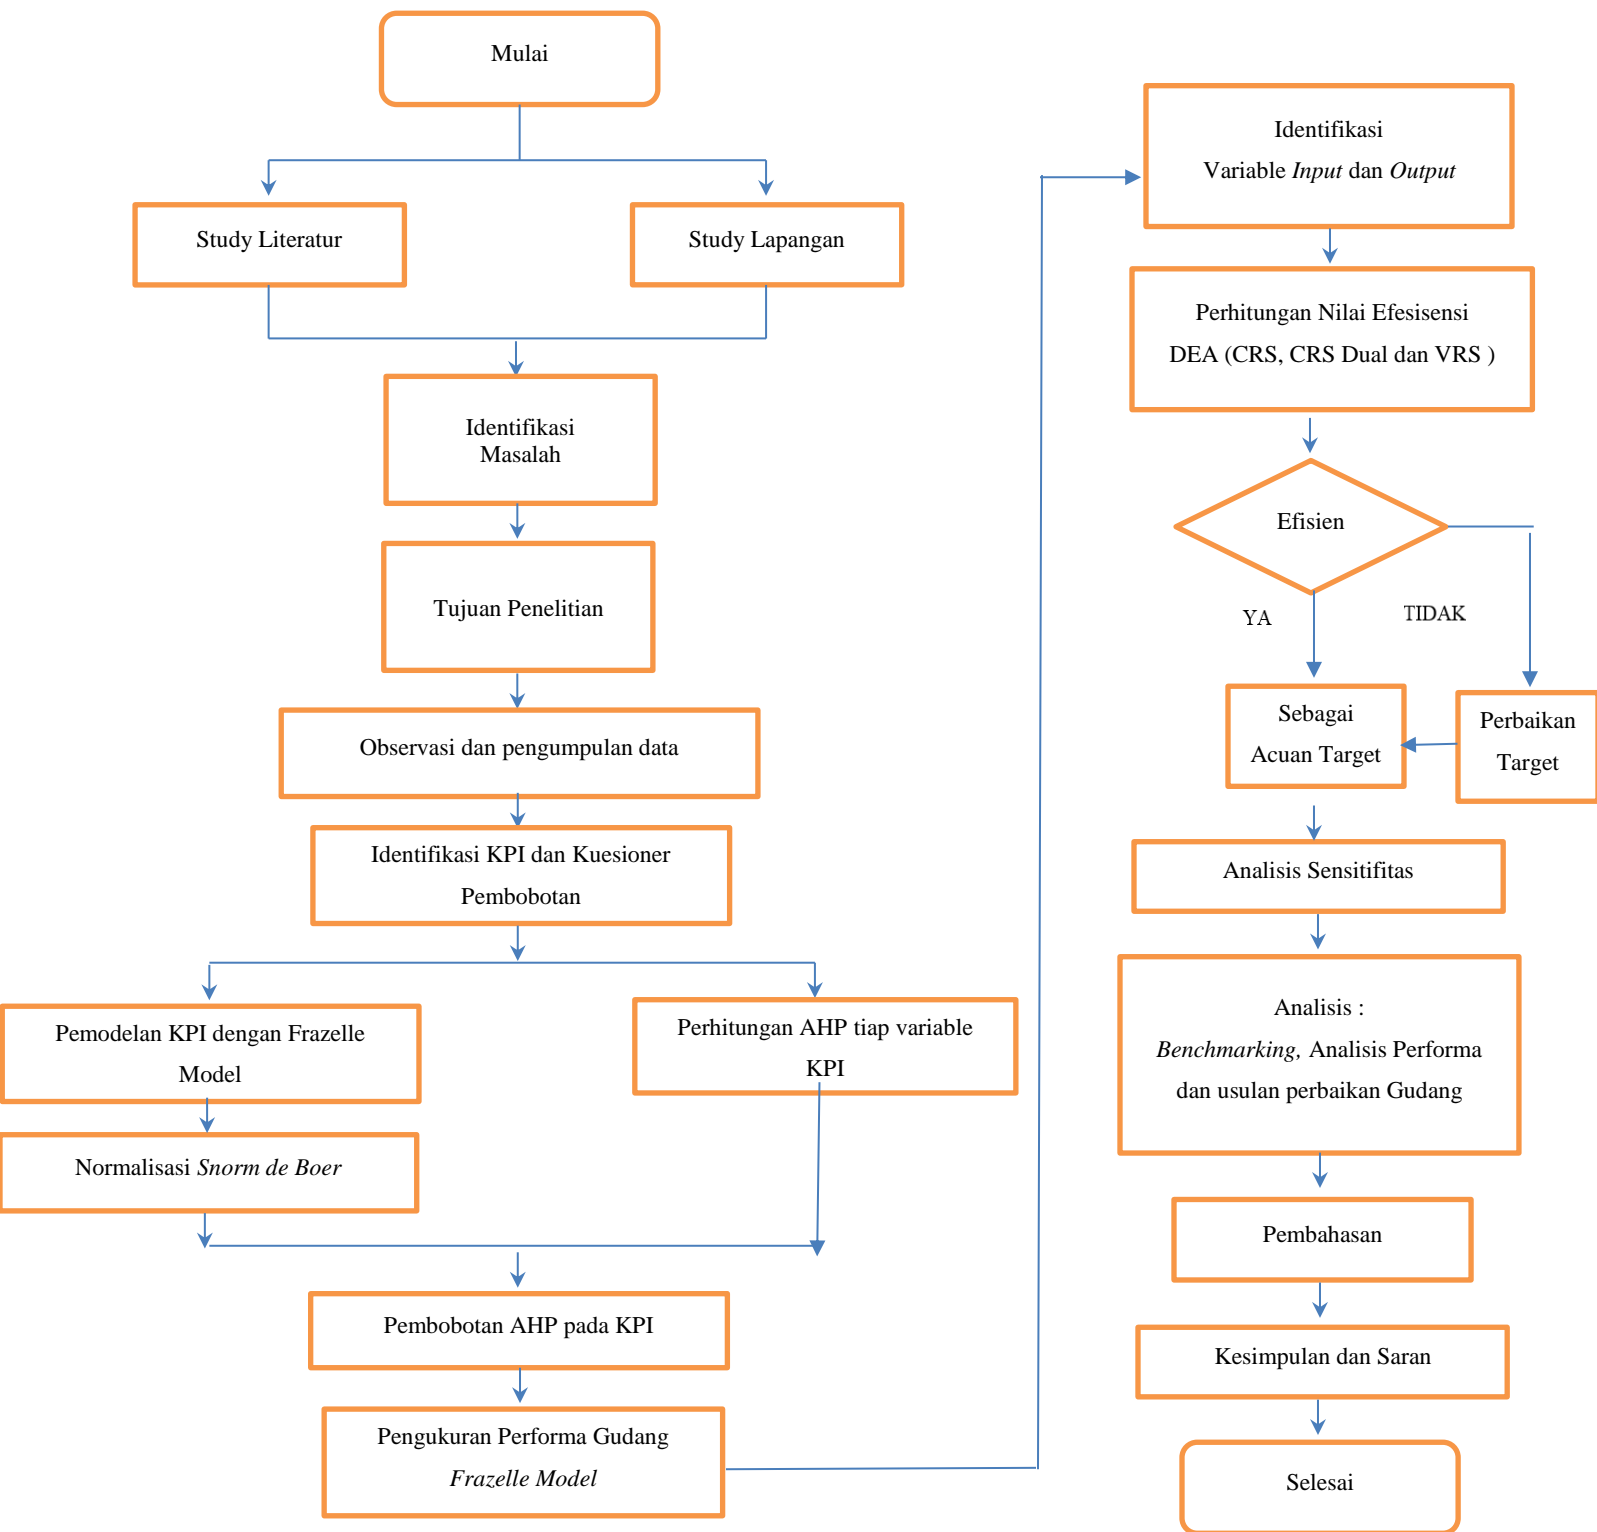 Mulai
Study Literatur
Study Lapangan
Identifikasi
Masalah
Tujuan Penelitian
Observasi dan pengumpulan data
Identifikasi KPI dan Kuesioner
Pembobotan
Pemodelan KPI dengan Frazelle
Model
Perhitungan AHP tiap variable
KPI
Normalisasi Snorm de Boer
Pembobotan AHP pada KPI
Pengukuran Performa Gudang
Frazelle Model
Identifikasi
Variable Input dan Output
Perhitungan Nilai Efesisensi
DEA (CRS, CRS Dual dan VRS )
Efisien
YA
TIDAK
Sebagai
Acuan Target
Perbaikan
Target
Analisis Sensitifitas
Analisis :
Benchmarking, Analisis Performa
dan usulan perbaikan Gudang
Pembahasan
Kesimpulan dan Saran
Selesai